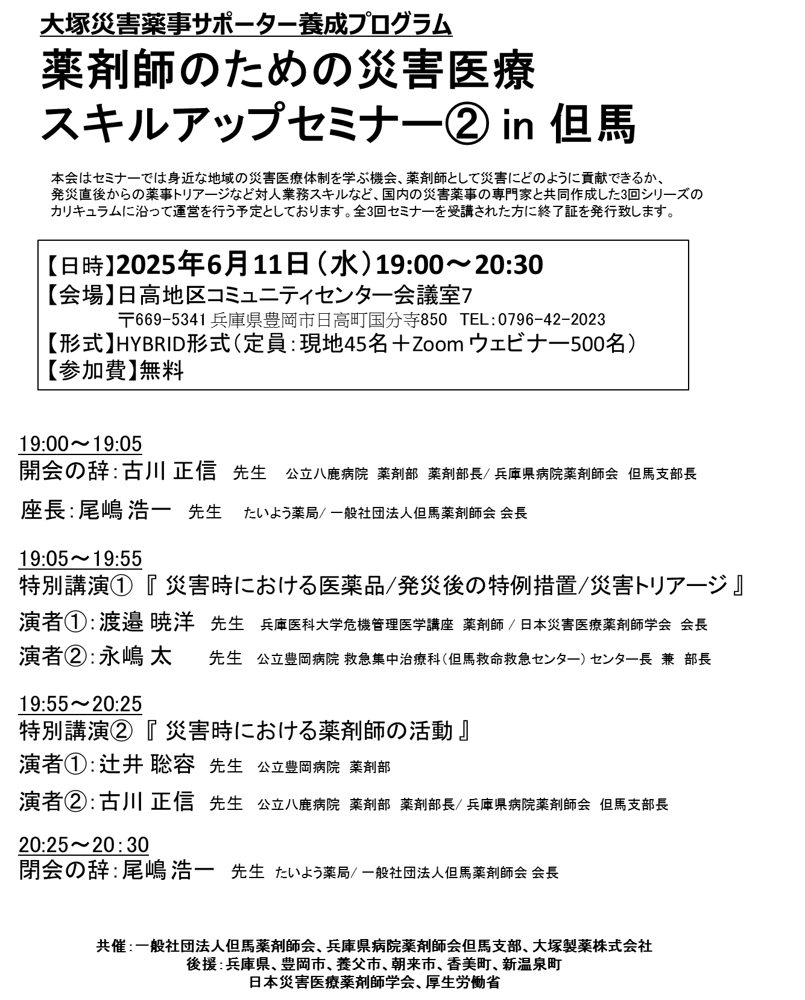 大塚災害薬事サポーター養成プログラム
薬剤師のための災害医療
スキルアップセミナー② in 但馬
本会はセミナーでは身近な地域の災害医療体制を学ぶ機会、薬剤師として災害にどのように貢献できるか、
発災直後からの薬事トリアージなど対人業務スキルなど、国内の災害薬事の専門家と共同作成した3回シリーズの
カリキュラムに沿って運営を行う予定としております。全3回セミナーを受講された方に終了証を発行致します。
【日時】2025年6月11日（水）19:00～20:30
【会場】日高地区コミュニティセンター会議室7
〒669-5341 兵庫県豊岡市日高町国分寺850 TEL：0796-42-2023
【形式】HYBRID形式（定員：現地45名＋Zoom ウェビナー500名）
【参加費】無料
19:00～19:05
開会の辞：古川 正信 先生 公立八鹿病院 薬剤部 薬剤部長/ 兵庫県病院薬剤師会 但馬支部長
座長：尾嶋 浩一 先生 たいよう薬局/ 一般社団法人但馬薬剤師会 会長
19:05～19:55
特別講演①『 災害時における医薬品/発災後の特例措置/災害トリアージ 』
演者①：渡邉 暁洋 先生 兵庫医科大学危機管理医学講座 薬剤師 / 日本災害医療薬剤師学会 会長
演者②：永嶋 太 先生 公立豊岡病院 救急集中治療科（但馬救命救急センター） センター長 兼 部長
19:55～20:25
特別講演②『 災害時における薬剤師の活動 』
演者①：辻井 聡容 先生 公立豊岡病院 薬剤部
演者②：古川 正信 先生 公立八鹿病院 薬剤部 薬剤部長/ 兵庫県病院薬剤師会 但馬支部長
20:25～20：30
閉会の辞：尾嶋 浩一 先生 たいよう薬局/ 一般社団法人但馬薬剤師会 会長
共催：一般社団法人但馬薬剤師会、兵庫県病院薬剤師会但馬支部、大塚製薬株式会社
後援：兵庫県、豊岡市、養父市、朝来市、香美町、新温泉町
日本災害医療薬剤師学会、厚生労働省